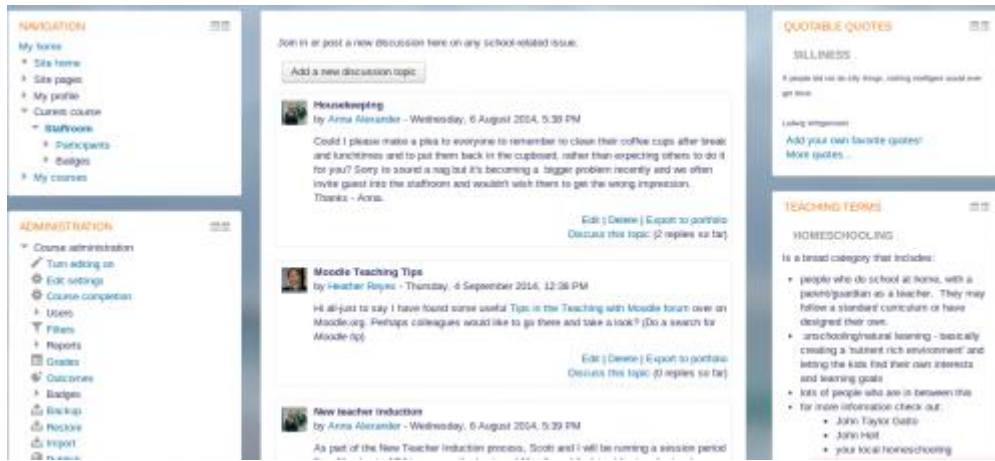 NAVIGATION
My home
Site home
Site pages
My profile
Current course
Staffroom
Participants
Badges
My courses
ADMINISTRATION
Course administration
Turn editing on
Edit settings
Course completion
Users
Filters
Reports
Grades
Outcomes
Badges
Backup
Restore
Import
Publish
Join in or post a new discussion here on any school-related issue.
Add a new discussion topic
Housekeeping
by Anna Alexander - Wednesday, 6 August 2014, 5:38 PM
Could I please make a plea to everyone to remember to clean their coffee cups after break
and lunchtimes and to put them back in the cupboard, rather than expecting others to do it
for you? Sorry to sound a nag but it's becoming a bigger problem recently and we often
invite guest into the staffroom and wouldn't wish them to get the wrong impression.
Thanks - Anna.
Edit | Delete | Export to portfolio
Discuss this topic (2 replies so far)
Moodle Teaching Tips
by Heather Reyes - Thursday, 4 September 2014, 12:38 PM
Hi all-just to say I have found some useful Tips in the Teaching with Moodle forum over on
Moodle.org. Perhaps colleagues would like to go there and take a look? (Do a search for
Moodle tip)
Edit | Delete | Export to portfolio
Discuss this topic (0 replies so far)
New teacher Induction
by Anna Alexander - Wednesday, 6 August 2014, 5:39 PM
As part of the New Teacher Induction process, Scott and I will be running a session period
QUOTABLE QUOTES
SILLINESS
If people did not do silly things, nothing intelligent would ever
get done.
Ludwig Wittgenstein
Add your own favorite quotes!
More quotes...
TEACHING TERMS
HOMESCHOOLING
Is a broad category that includes:
people who do school at home, with a
parent/guardian as a teacher. They may
follow a standard curriculum or have
designed their own.
unschooling/natural learning - basically
creating a 'nutrient rich environment' and
letting the kids find their own interests
and learning goals
lots of people who are in between this
for more information check out:
John Taylor Gatto
John Holt
your local homeschooling